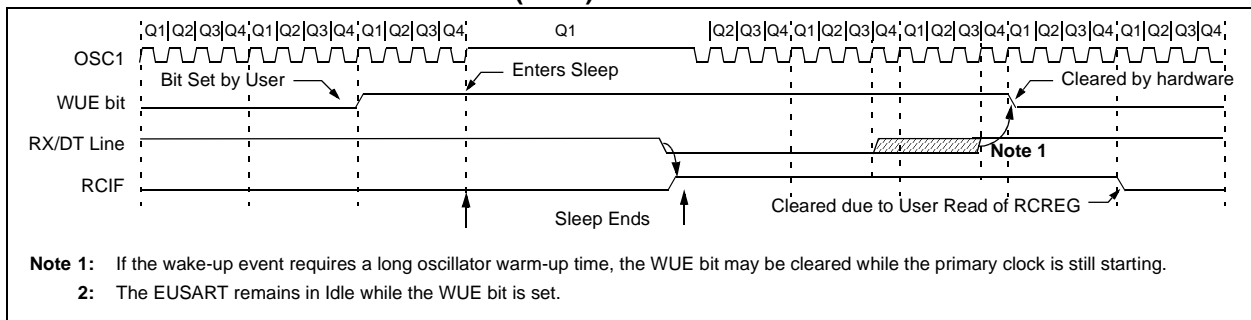 Q1 Q2 Q3 Q4 Q1 Q2 Q3 Q4 Q1 Q2 Q3 Q4 Q1 Q2 Q3 Q4 Q1 Q2 Q3 Q4 Q1 Q2 Q3 Q4 Q1 Q2 Q3 Q4 Q1 Q2 Q3 Q4
OSC1
Bit Set by User
Enters Sleep
Cleared by hardware
WUE bit
RX/DT Line
Note 1
RCIF
Sleep Ends
Cleared due to User Read of RCREG
Note 1: If the wake-up event requires a long oscillator warm-up time, the WUE bit may be cleared while the primary clock is still starting.
2: The EUSART remains in Idle while the WUE bit is set.